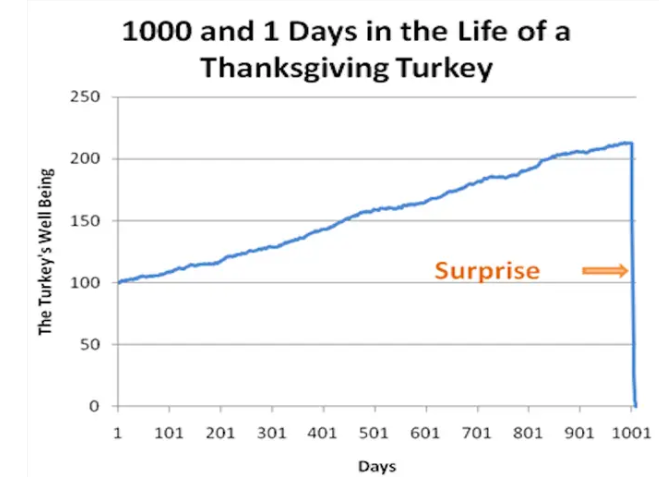 1000 and 1 Days in the Life of a
Thanksgiving Turkey
The Turkey's Well Being
250
200
150
100
50
0
Surprise
1 101 201 301 401 501 601 701 801 901 1001
Days